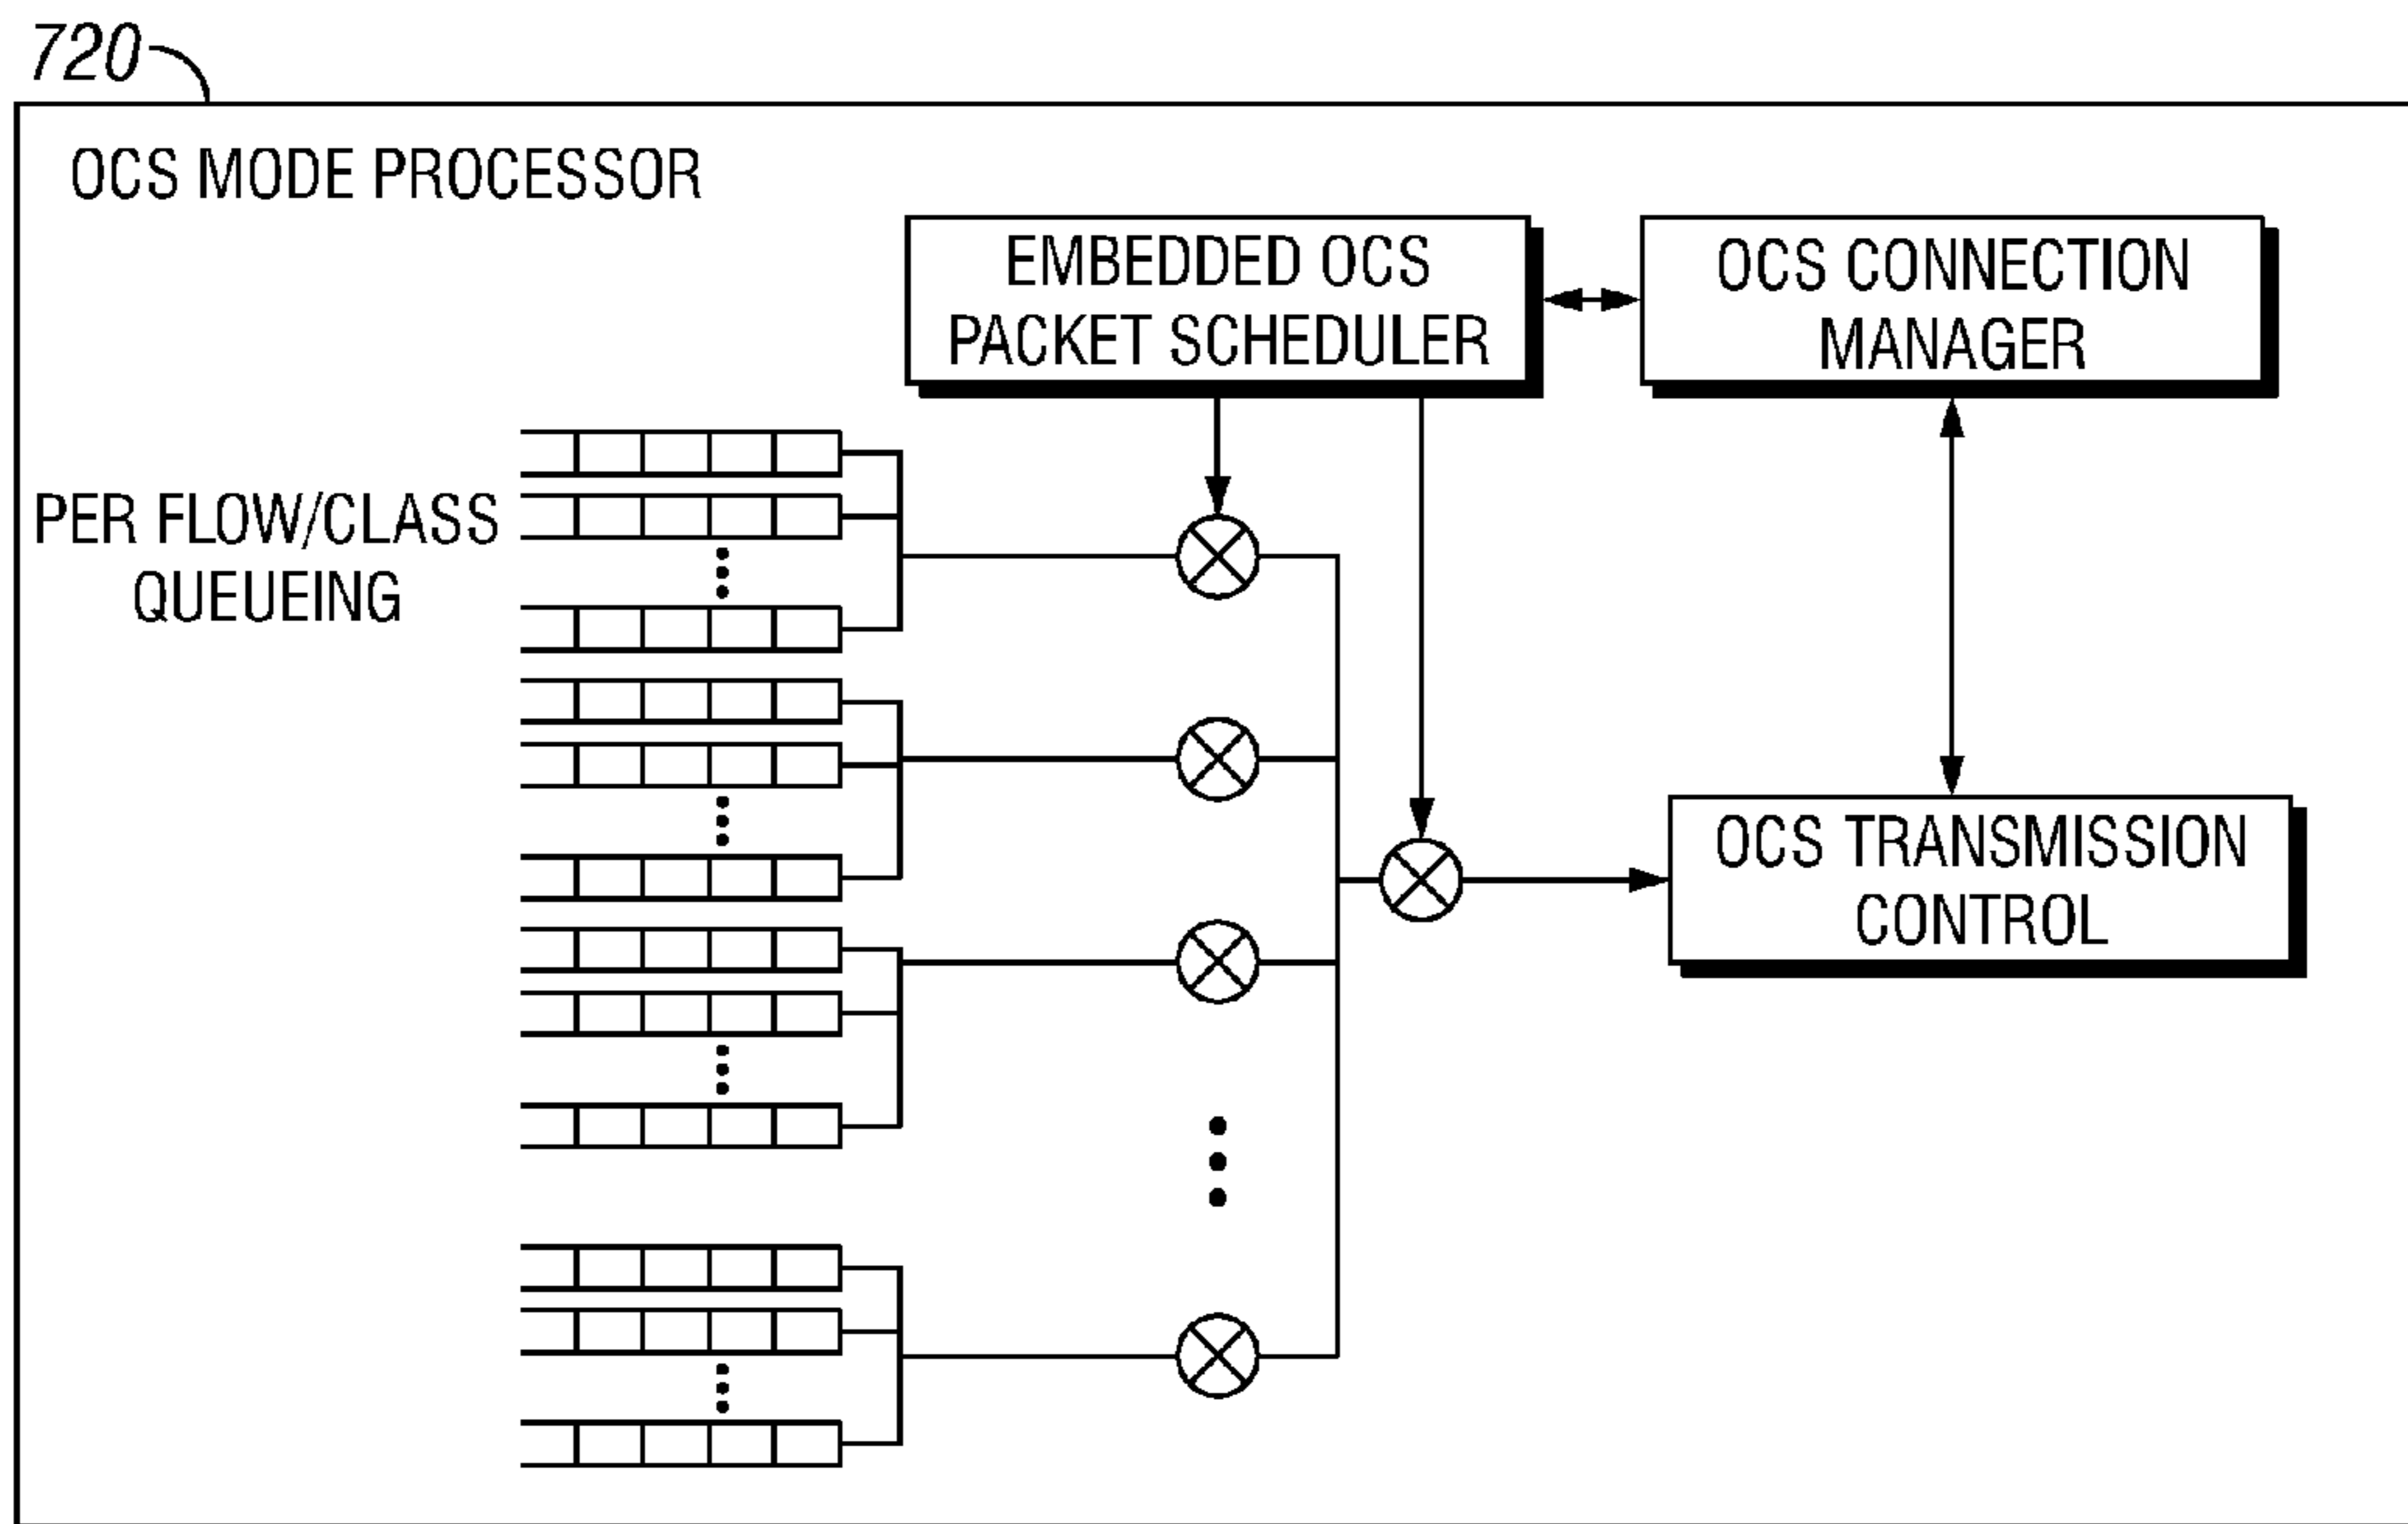 720
OCS MODE PROCESSOR
EMBEDDED OCS
PACKET SCHEDULER
OCS CONNECTION
MANAGER
PER FLOW/CLASS
QUEUEING
OCS TRANSMISSION
CONTROL